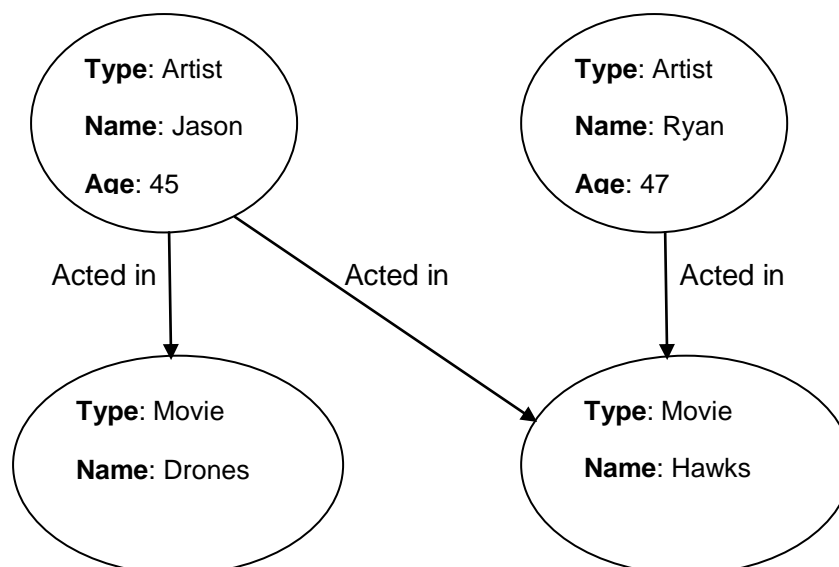 Type: Artist
Name: Jason
Age: 45
Type: Artist
Name: Ryan
Age: 47
Acted in
Acted in
Acted in
Type: Movie
Name: Drones
Type: Movie
Name: Hawks